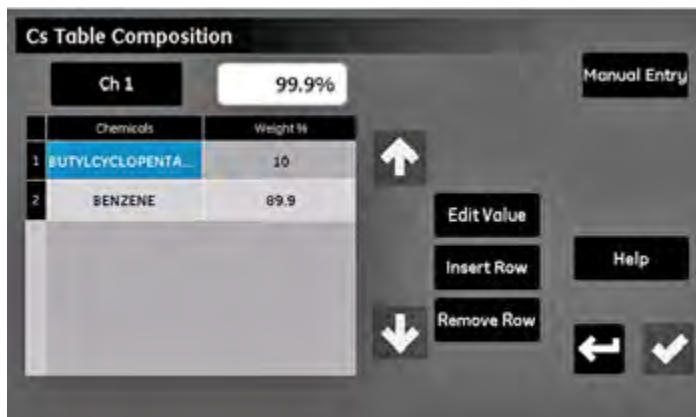 Cs Table Composition
Ch 1
99.9%
Manual Entry
Chemicals Weight %
1 BUTYLCYCLOPENTA... 10
2 BENZENE 89.9
Edit Value
Insert Row
Help
Remove Row